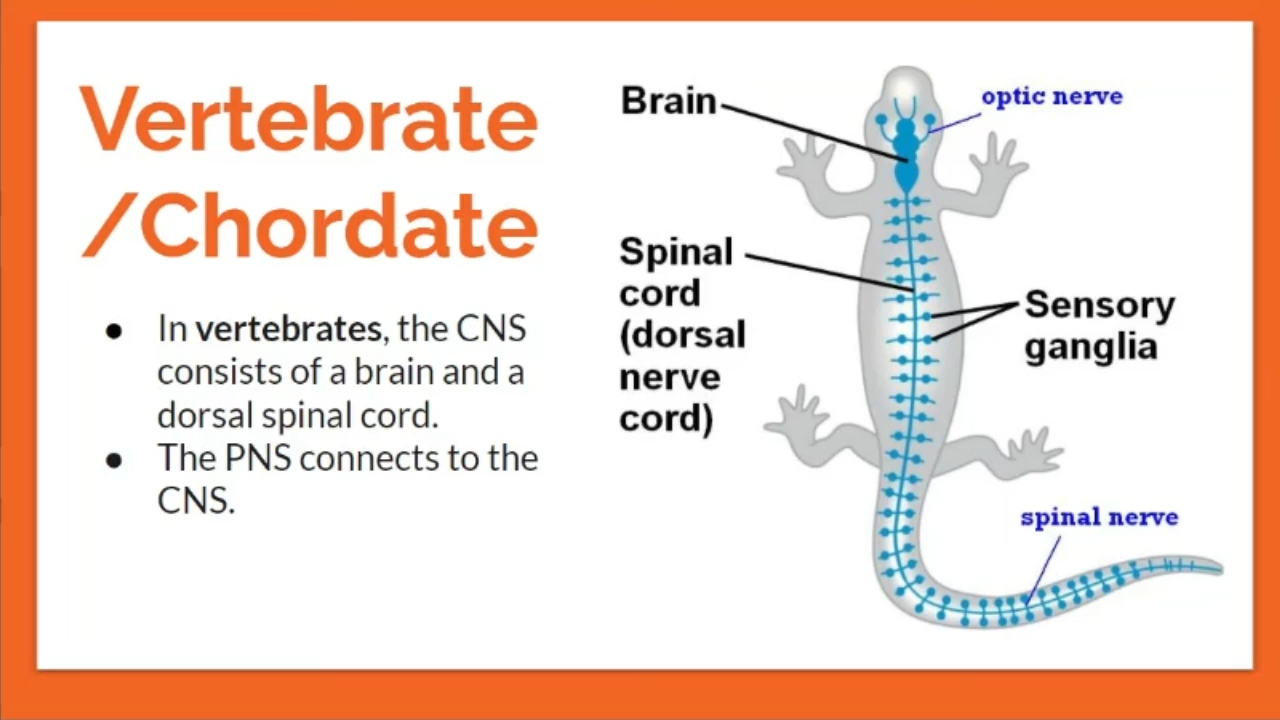 Vertebrate
/Chordate
● In vertebrates, the CNS
consists of a brain and a
dorsal spinal cord.
● The PNS connects to the
CNS.
Brain
optic nerve
Spinal
cord
(dorsal
nerve
cord)
Sensory
ganglia
spinal nerve